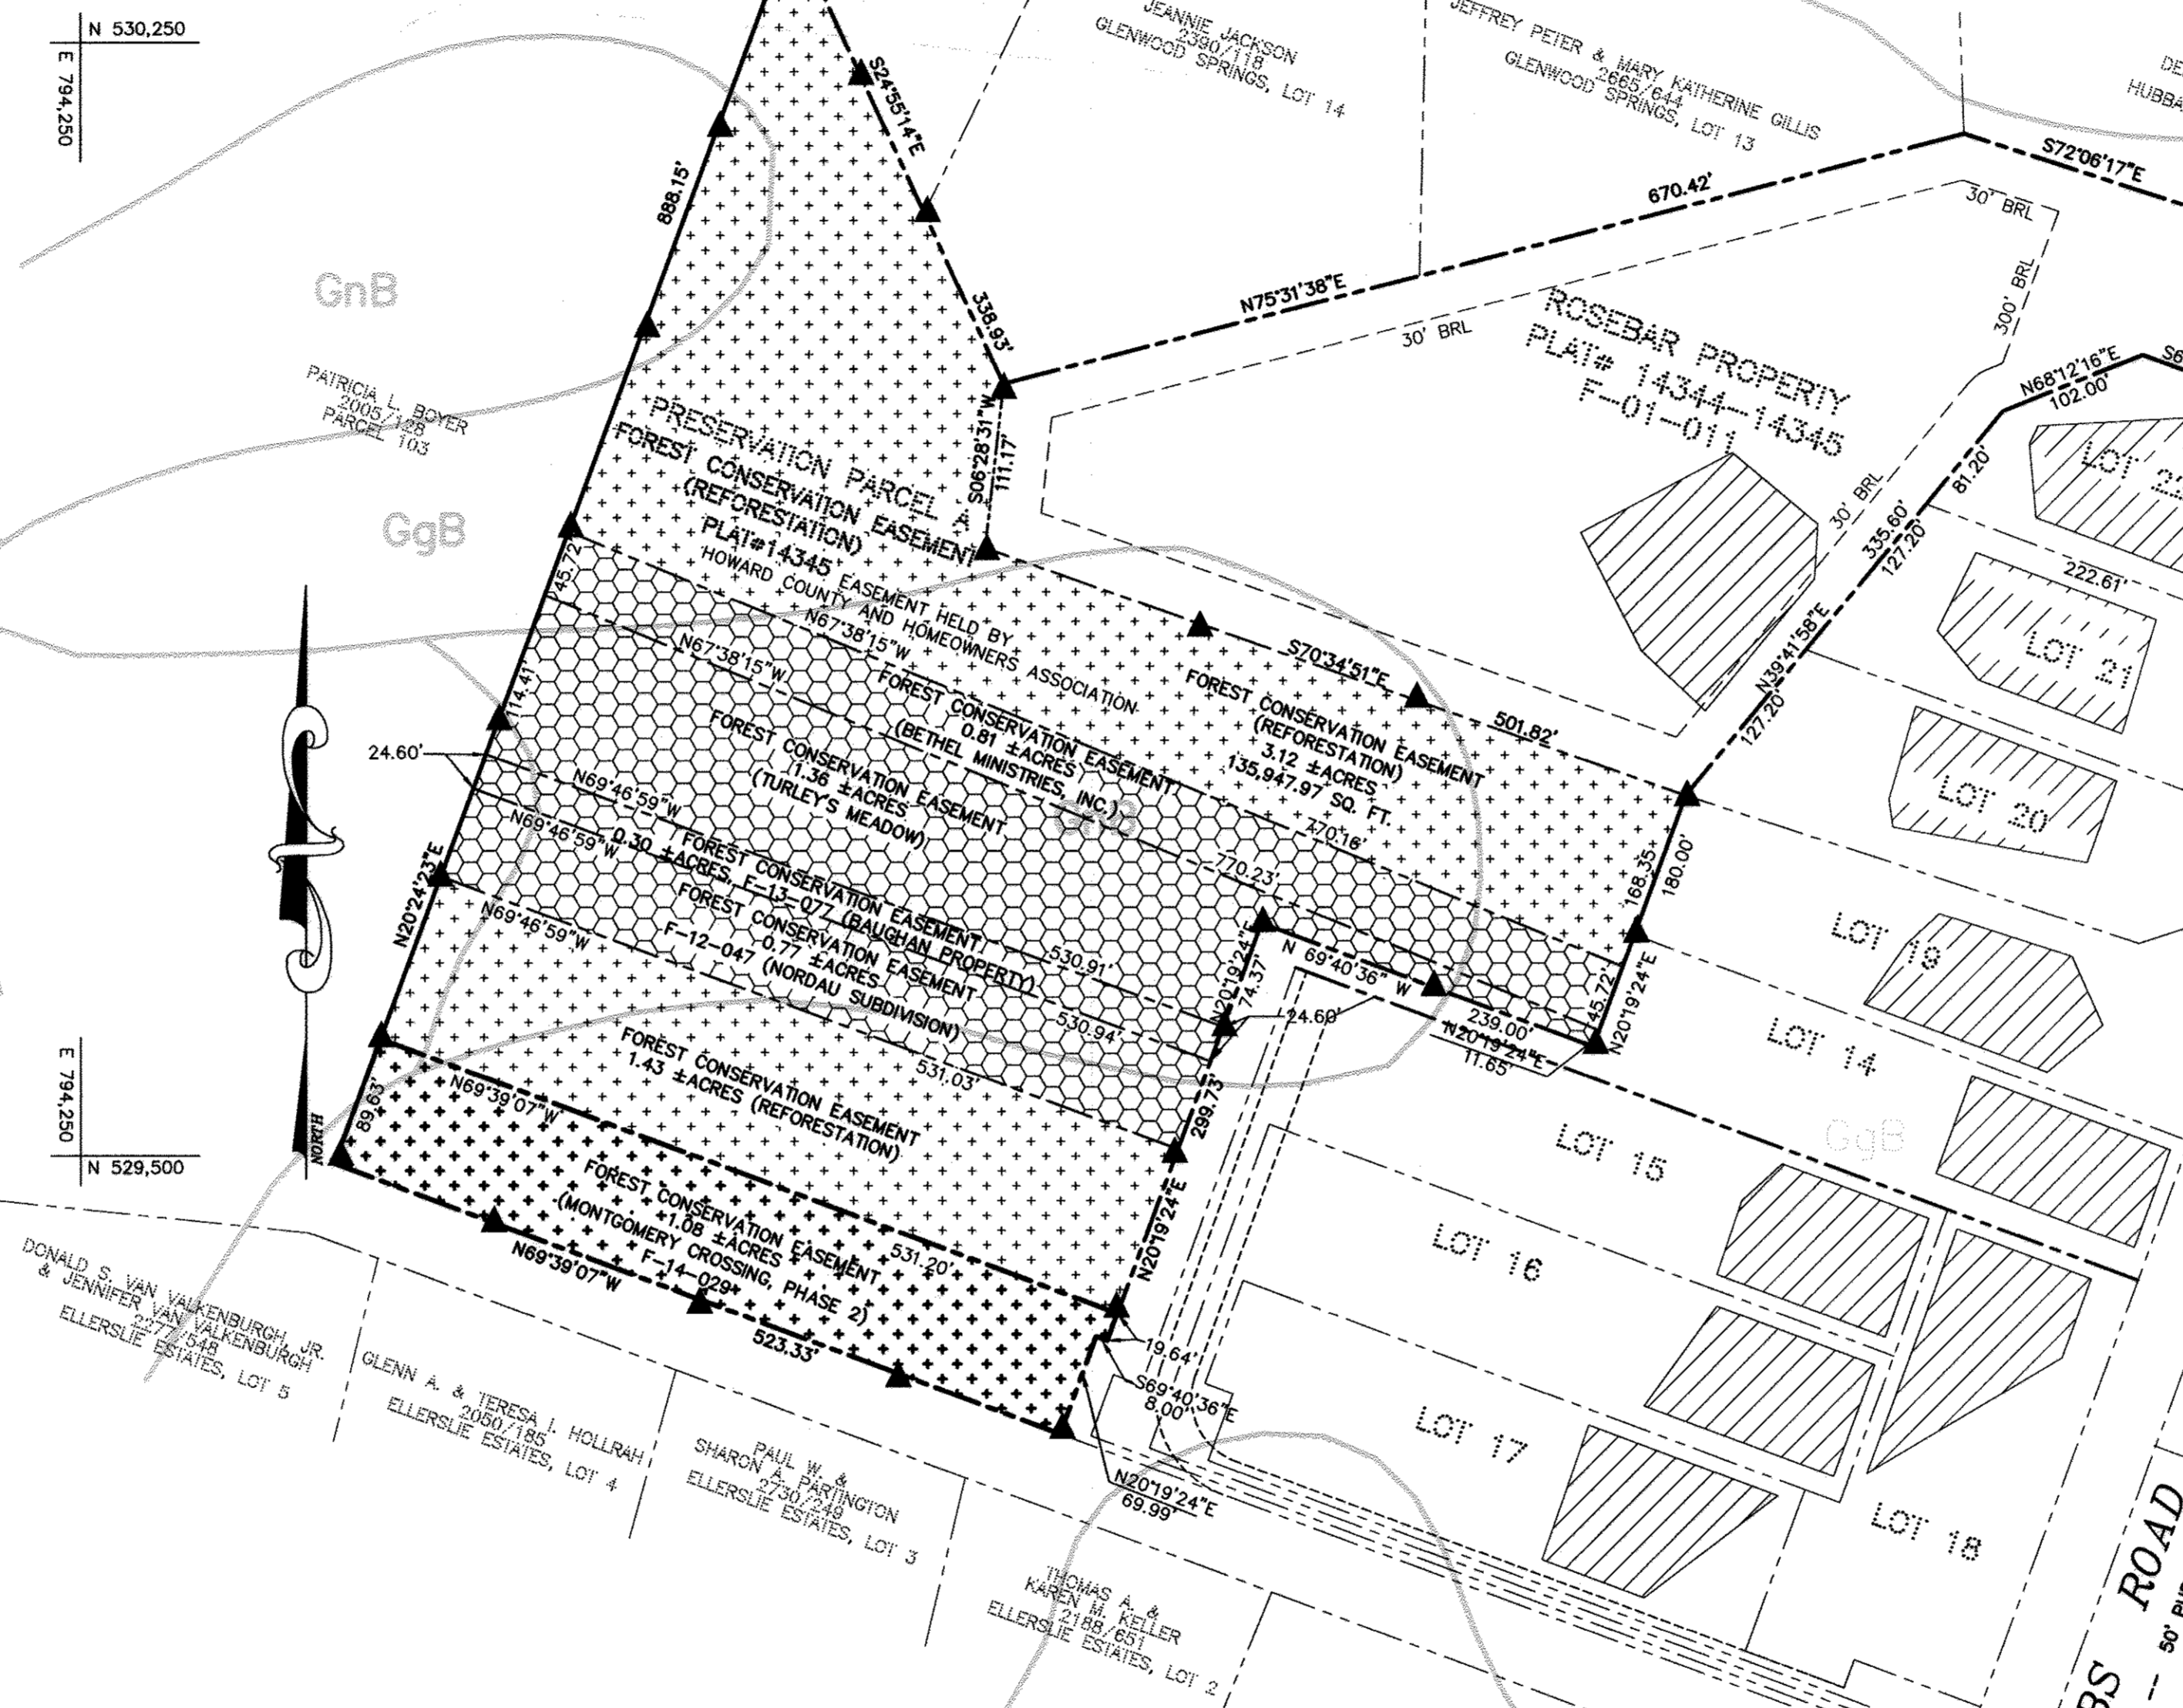 N 530,250
E 794,250
JEANNIE JACKSON
2390/118
GLENWOOD SPRINGS, LOT 14
JEFFREY PETER & MARY KATHERINE GILLIS
2665/644
GLENWOOD SPRINGS, LOT 13
HUBBA
S24°55'14"E
888.15'
338.93'
N75°31'38"E
670.42'
S72°06'17"E
30' BRL
300' BRL
30' BRL
30' BRL
ROSEBAR PROPERTY
PLAT# 14344-14345
F-01-011
N68°12'16"E
102.00'
81.20'
335.60'
127.20'
N39°41'58"E
127.20'
222.61'
LOT 21
LOT 20
LOT 19
LOT 14
LOT 15
LOT 16
LOT 17
LOT 18
GnB
GgB
PATRICIA L. BOYER
2005/128
PARCEL 103
PRESERVATION PARCEL 'A'
FOREST CONSERVATION EASEMENT
(REFORESTATION)
PLAT#14345
EASEMENT HELD BY
HOWARD COUNTY AND HOMEOWNERS ASSOCIATION
S06°28'31"W
111.17'
45.72'
N67°38'15"W
N67°38'15"W
S70°34'51"E
501.82'
FOREST CONSERVATION EASEMENT
(REFORESTATION)
3.12 ±ACRES
135,947.97 SQ. FT.
FOREST CONSERVATION EASEMENT
0.81 ±ACRES
(BETHEL MINISTRIES, INC.)
GnB
770.16'
770.23'
168.35'
180.00'
114.41'
24.60'
FOREST CONSERVATION EASEMENT
1.36 ±ACRES
(TURLEY'S MEADOW)
N69°46'59"W
N69°46'59"W
FOREST CONSERVATION EASEMENT
0.30 ±ACRES, F-13-077 (BAUGHAN PROPERTY)
530.91'
FOREST CONSERVATION EASEMENT
0.77 ±ACRES
F-12-047 (NORDAU SUBDIVISION)
530.94'
N20°24'23"E
N69°46'59"W
531.03'
N20°19'24"E
74.37'
N 69°40'36" W
239.00'
24.60'
45.72'
N20°19'24"E
N20°19'24"E
11.65'
299.73'
N20°19'24"E
GgB
FOREST CONSERVATION EASEMENT
1.43 ±ACRES (REFORESTATION)
N69°39'07"W
89.63'
531.20'
FOREST CONSERVATION EASEMENT
1.08 ±ACRES
(MONTGOMERY CROSSING, PHASE 2)
F-14-029
N69°39'07"W
523.33'
19.64'
S69°40'36"E
8.00'
N20°19'24"E
69.99'
E 794,250
N 529,500
NORTH
DONALD S. VAN VALKENBURGH, JR.
& JENNIFER VAN VALKENBURGH
2277/548
ELLERSLIE ESTATES, LOT 5
GLENN A. & TERESA I. HOLLRAH
2050/185
ELLERSLIE ESTATES, LOT 4
PAUL W. &
SHARON A. PARTINGTON
2730/249
ELLERSLIE ESTATES, LOT 3
THOMAS A. &
KAREN M. KELLER
2188/651
ELLERSLIE ESTATES, LOT 2
BS ROAD
50'